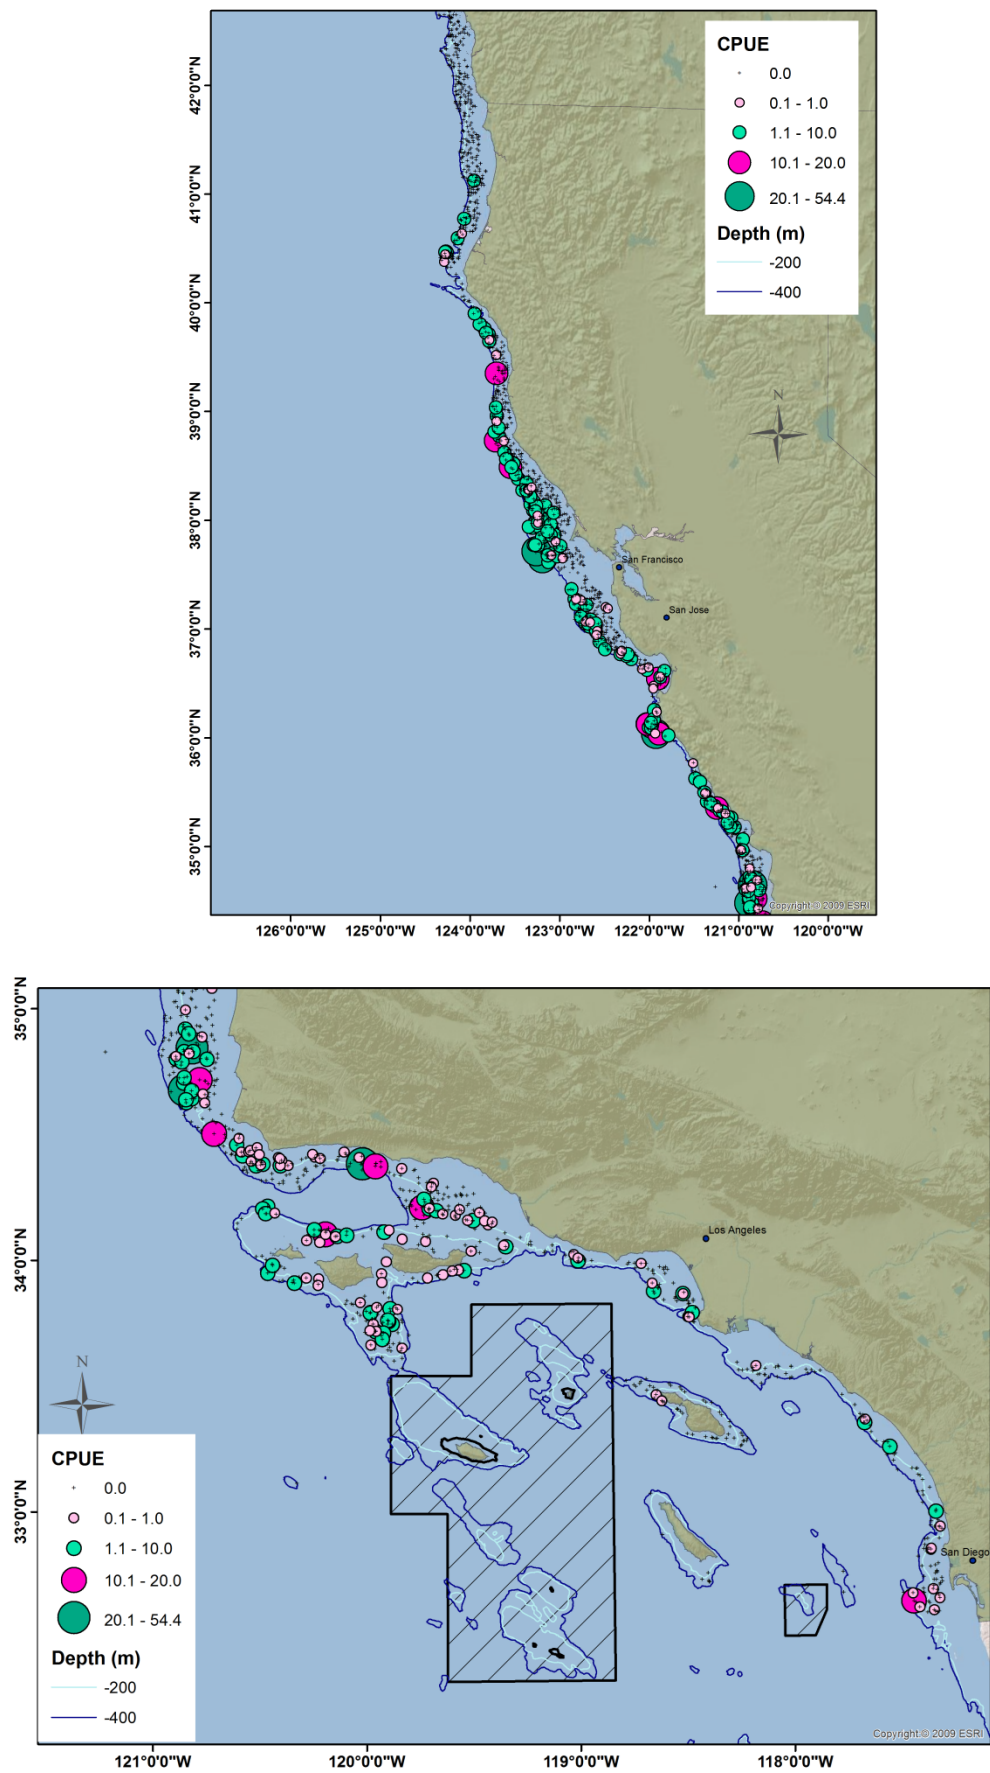 CPUE
0.0
0.1 - 1.0
1.1 - 10.0
10.1 - 20.0
20.1 - 54.4
Depth (m)
-200
-400
42°0'0"N
41°0'0"N
40°0'0"N
39°0'0"N
38°0'0"N
37°0'0"N
36°0'0"N
35°0'0"N
N
San Francisco
San Jose
Copyright © 2009 ESRI
126°0'0"W
125°0'0"W
124°0'0"W
123°0'0"W
122°0'0"W
121°0'0"W
120°0'0"W
35°0'0"N
34°0'0"N
33°0'0"N
Los Angeles
San Diego
N
CPUE
0.0
0.1 - 1.0
1.1 - 10.0
10.1 - 20.0
20.1 - 54.4
Depth (m)
-200
-400
Copyright © 2009 ESRI
121°0'0"W
120°0'0"W
119°0'0"W
118°0'0"W